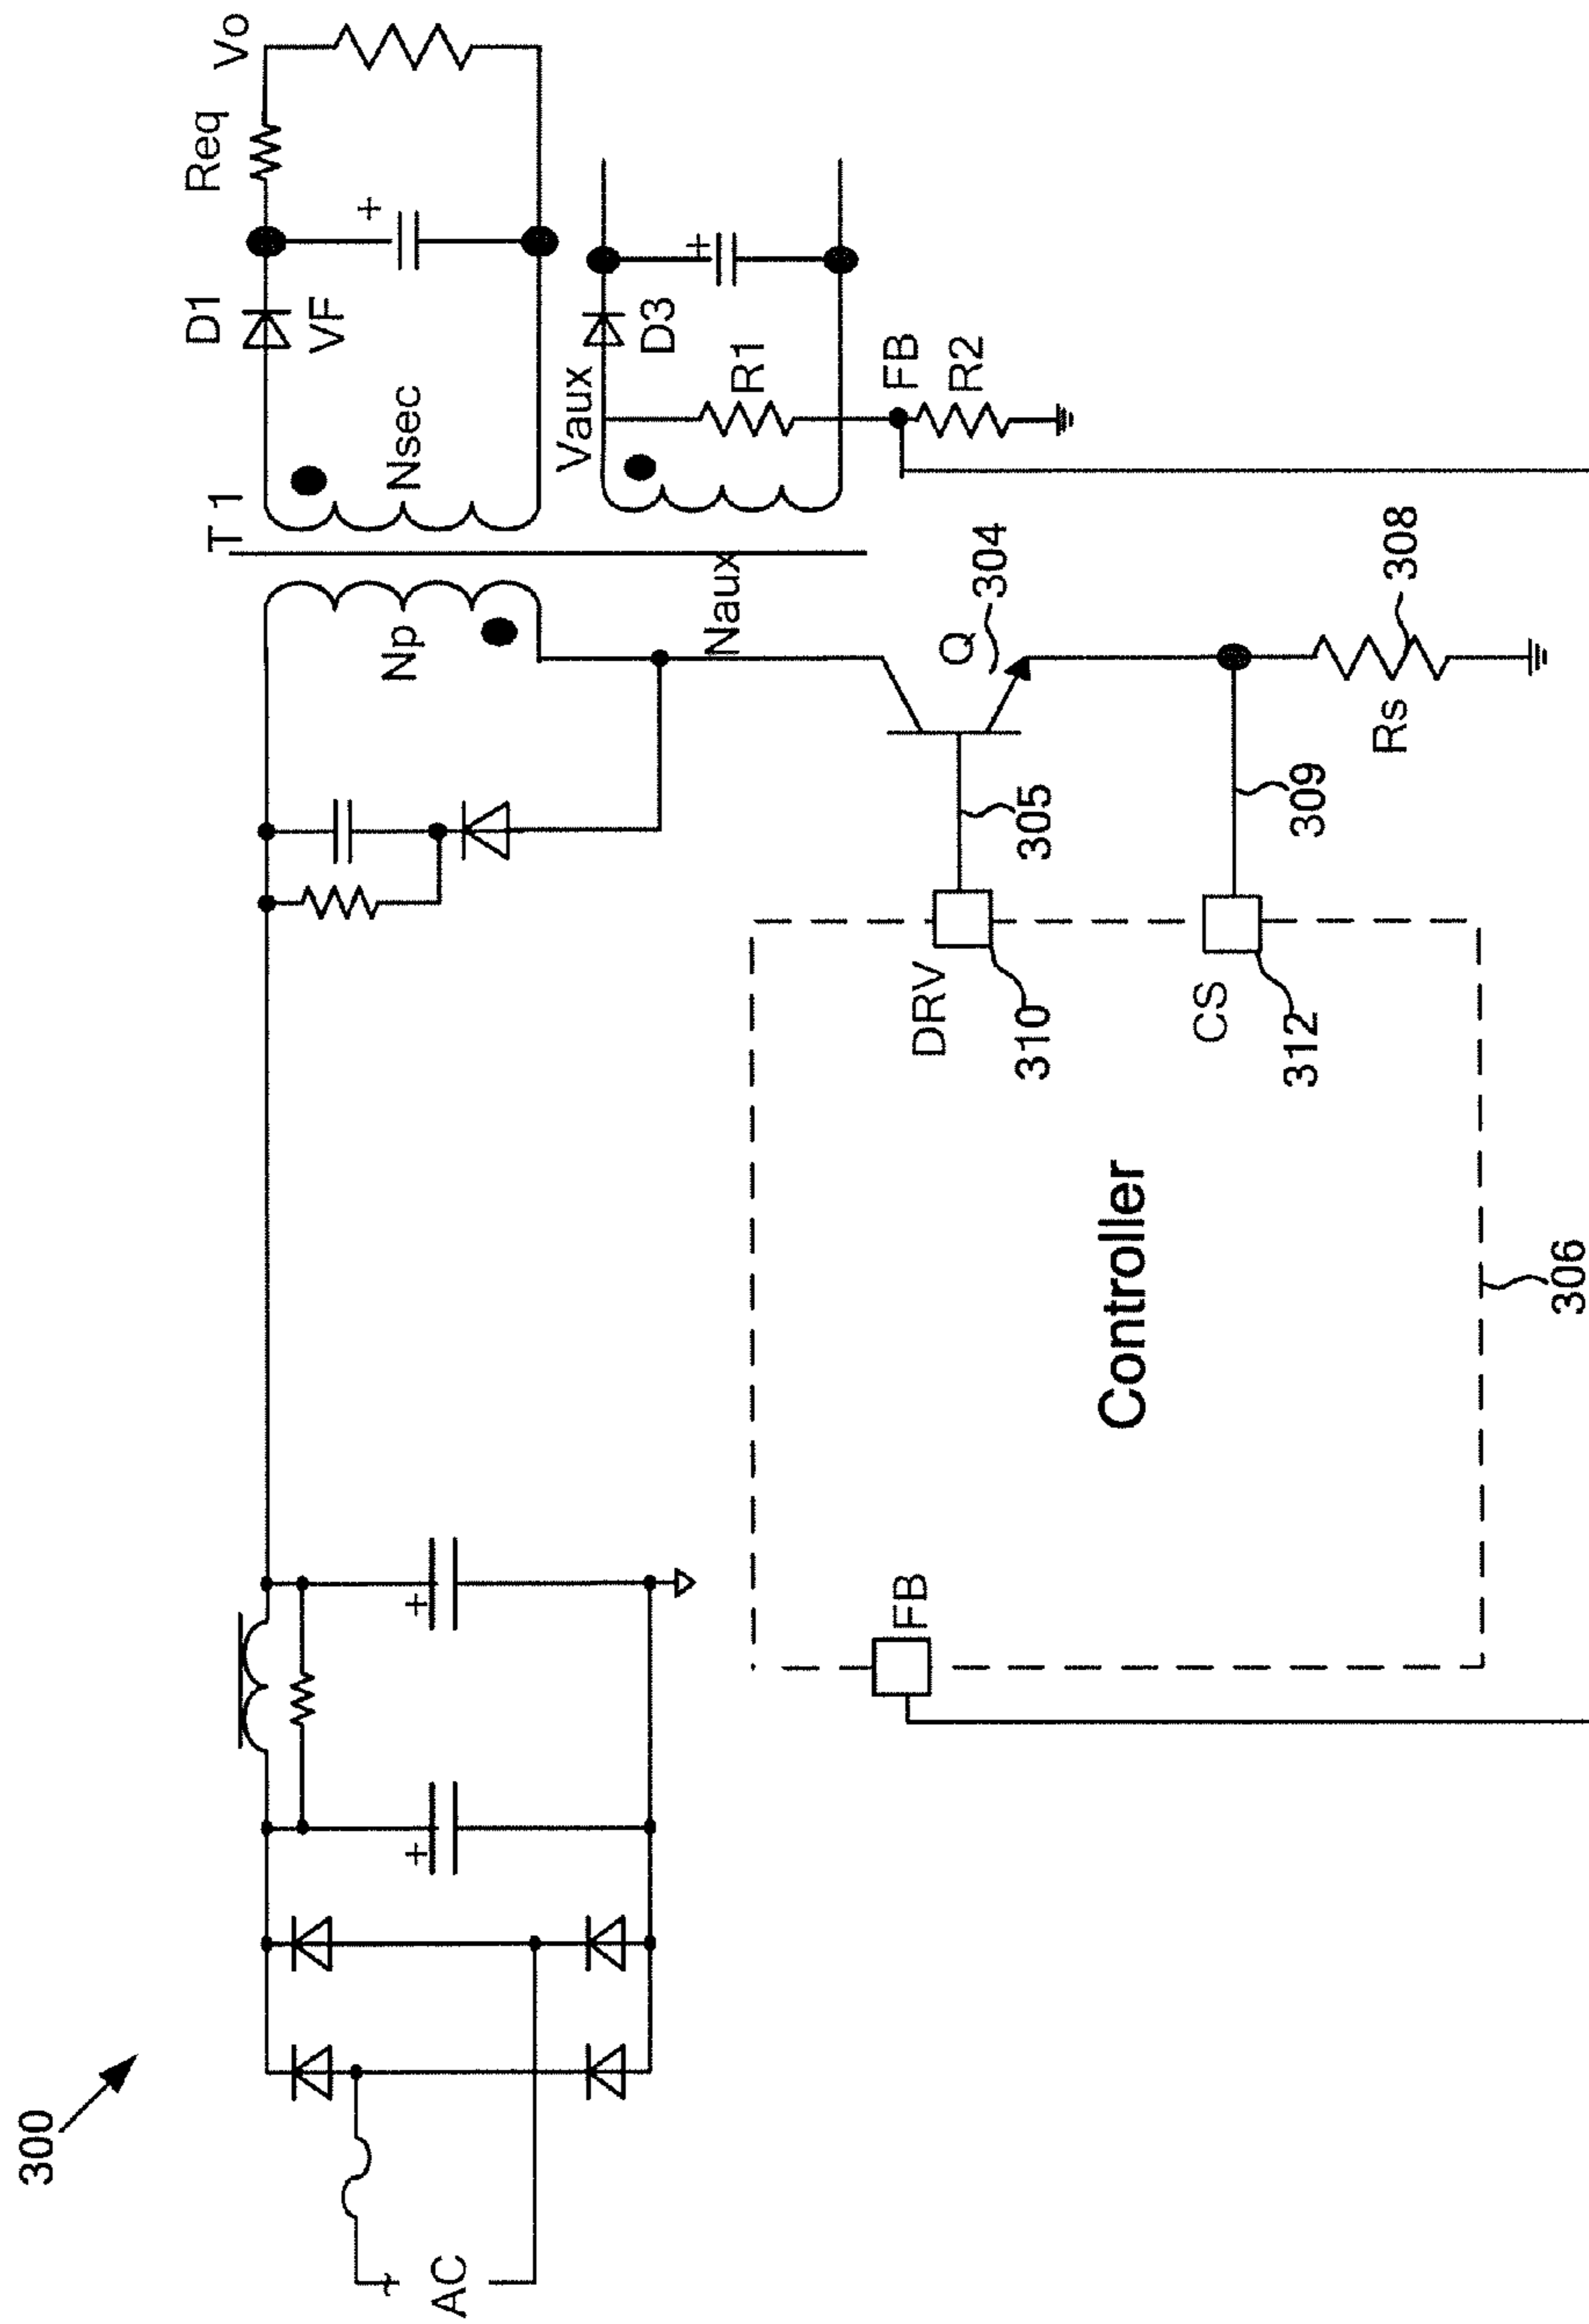 300
T 1
D1
Req
Vo
VF
Nsec
Np
Vaux
D3
R1
FB
R2
Naux
Q
304
305
DRV
310
FB
Controller
CS
312
309
Rs
308
306
AC
+
+
+
+